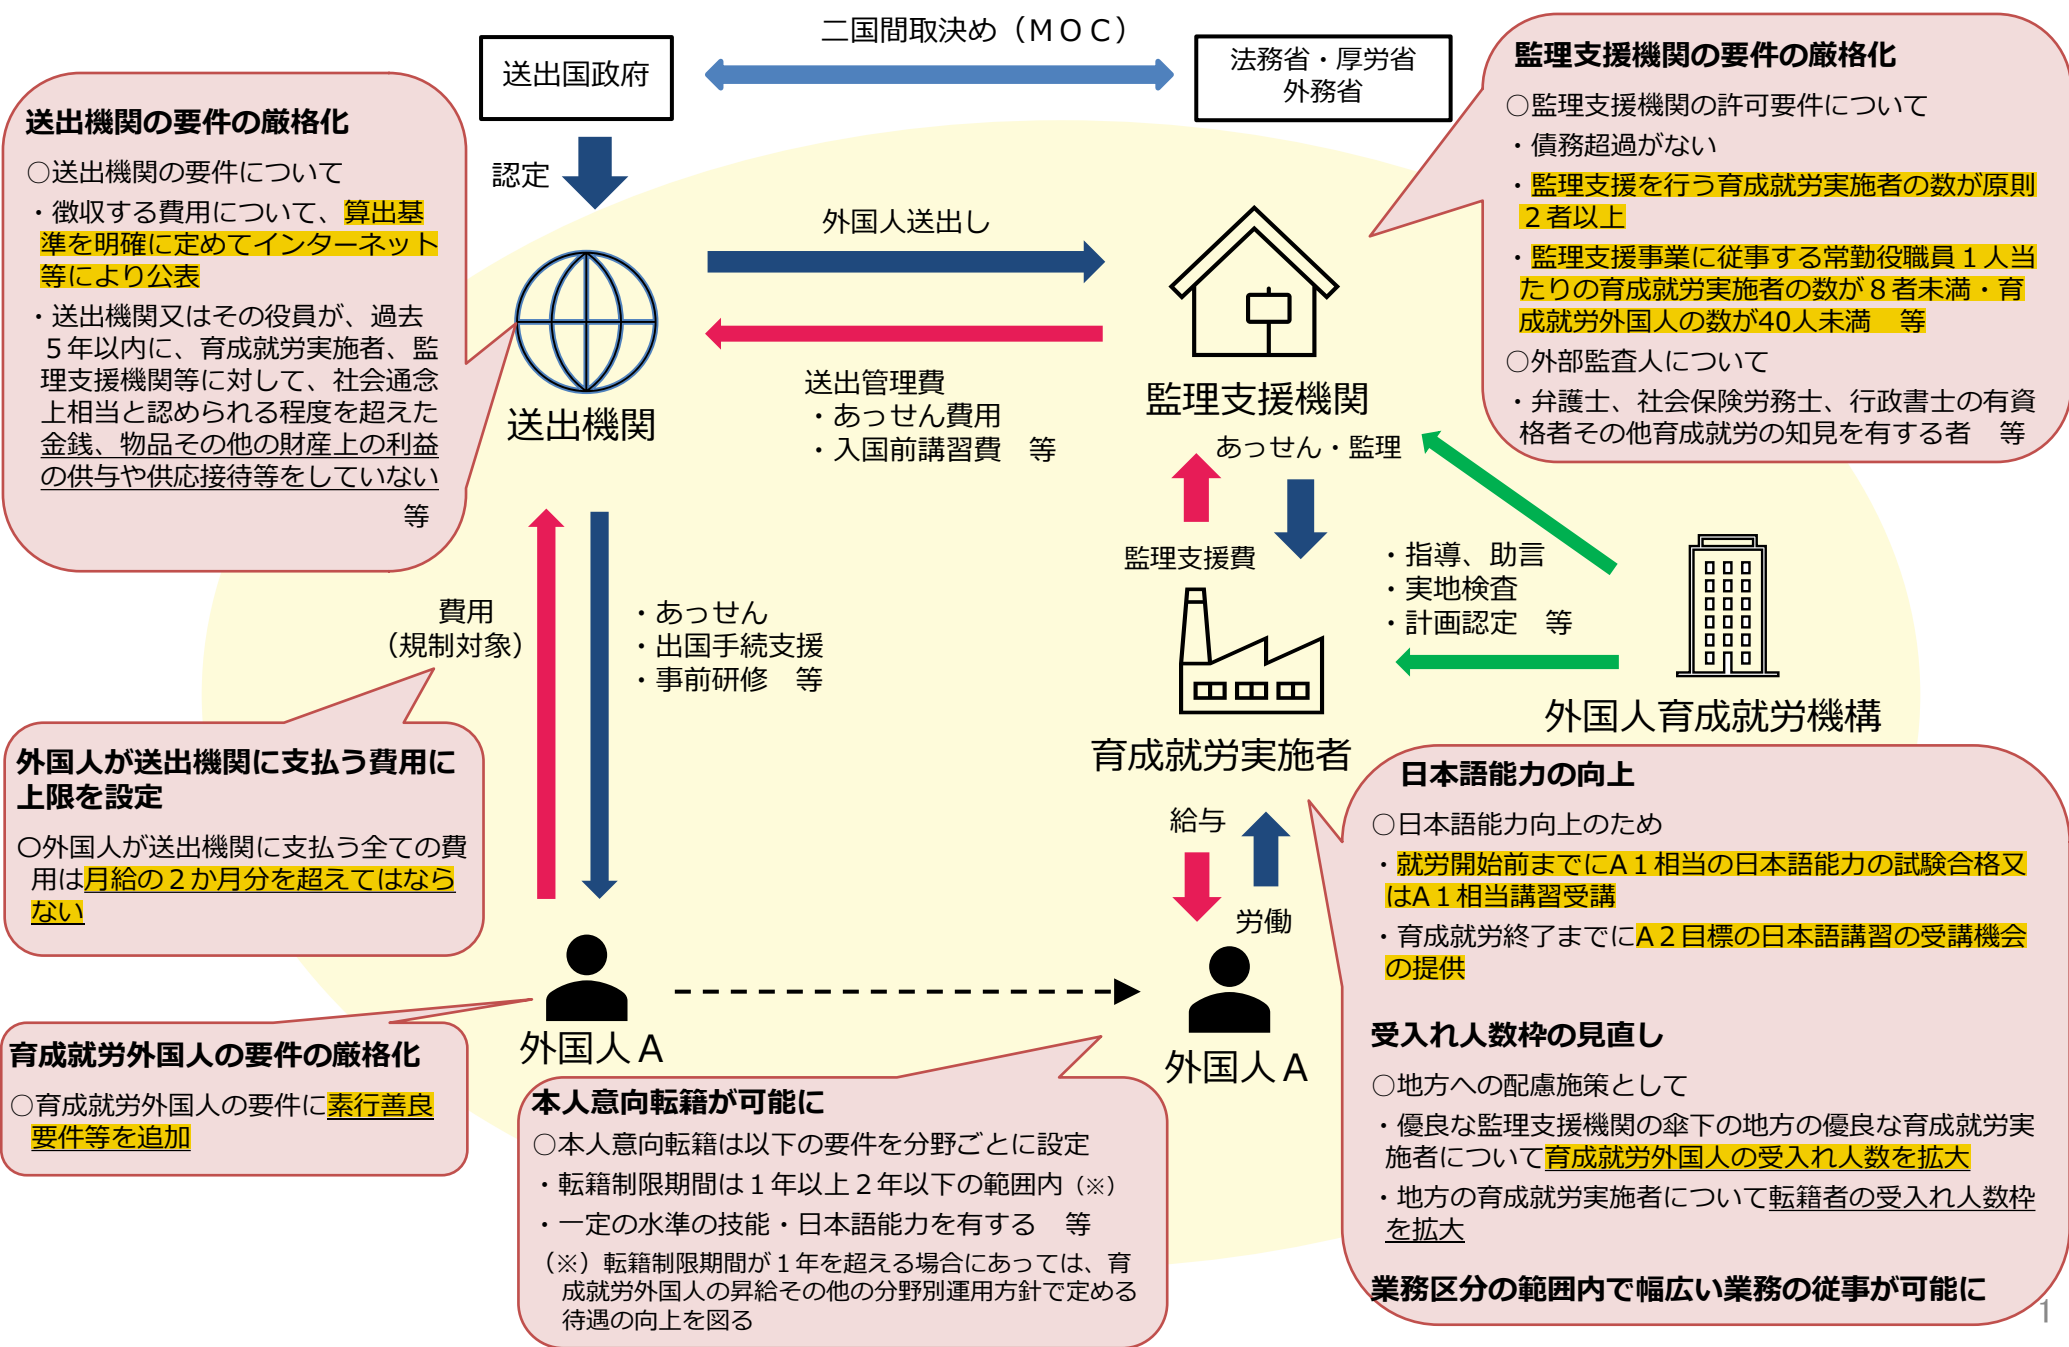 二国間取決め（ＭＯＣ）
送出国政府
法務省・厚労省
外務省
送出機関の要件の厳格化
○送出機関の要件について
・徴収する費用について、算出基
準を明確に定めてインターネット
等により公表
・送出機関又はその役員が、過去
５年以内に、育成就労実施者、監
理支援機関等に対して、社会通念
上相当と認められる程度を超えた
金銭、物品その他の財産上の利益
の供与や供応接待等をしていない
等
認定
外国人送出し
送出機関
送出管理費
・あっせん費用
・入国前講習費　等
監理支援機関
あっせん・監理
監理支援機関の要件の厳格化
○監理支援機関の許可要件について
・債務超過がない
・監理支援を行う育成就労実施者の数が原則
２者以上
・監理支援事業に従事する常勤役職員１人当
たりの育成就労実施者の数が８者未満・育
成就労外国人の数が40人未満　等
○外部監査人について
・弁護士、社会保険労務士、行政書士の有資
格者その他育成就労の知見を有する者　等
監理支援費
・指導、助言
・実地検査
・計画認定　等
外国人育成就労機構
育成就労実施者
費用
（規制対象）
・あっせん
・出国手続支援
・事前研修　等
外国人が送出機関に支払う費用に
上限を設定
○外国人が送出機関に支払う全ての費
用は月給の２か月分を超えてはなら
ない
給与
労働
外国人Ａ
外国人Ａ
育成就労外国人の要件の厳格化
○育成就労外国人の要件に素行善良
要件等を追加
本人意向転籍が可能に
○本人意向転籍は以下の要件を分野ごとに設定
・転籍制限期間は１年以上２年以下の範囲内（※）
・一定の水準の技能・日本語能力を有する　等
（※）転籍制限期間が１年を超える場合にあっては、育
成就労外国人の昇給その他の分野別運用方針で定める
待遇の向上を図る
日本語能力の向上
○日本語能力向上のため
・就労開始前までにA１相当の日本語能力の試験合格又
はA１相当講習受講
・育成就労終了までにA２目標の日本語講習の受講機会
の提供
受入れ人数枠の見直し
○地方への配慮施策として
・優良な監理支援機関の傘下の地方の優良な育成就労実
施者について育成就労外国人の受入れ人数を拡大
・地方の育成就労実施者について転籍者の受入れ人数枠
を拡大
業務区分の範囲内で幅広い業務の従事が可能に
1